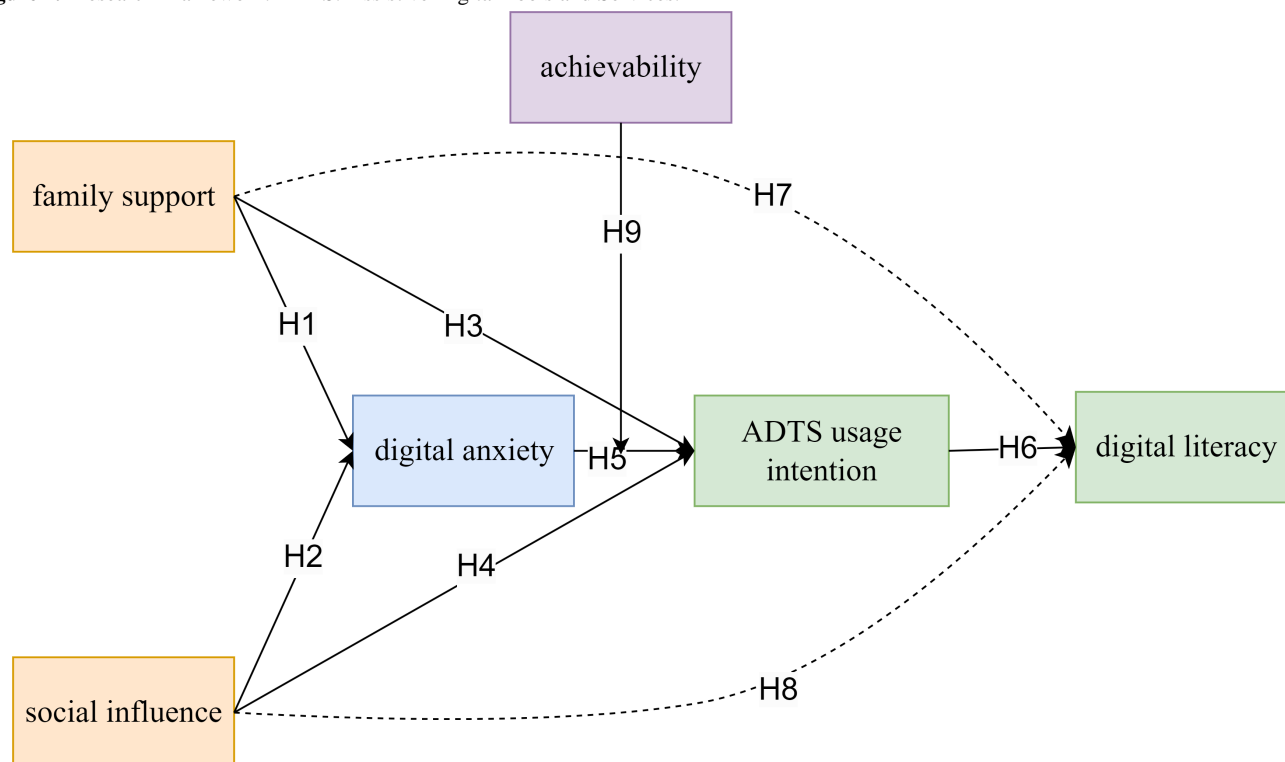 achievability
family support
H7
H9
H1
H3
digital anxiety
H5
ADTS usage
intention
H6
digital literacy
H2
H4
H8
social influence